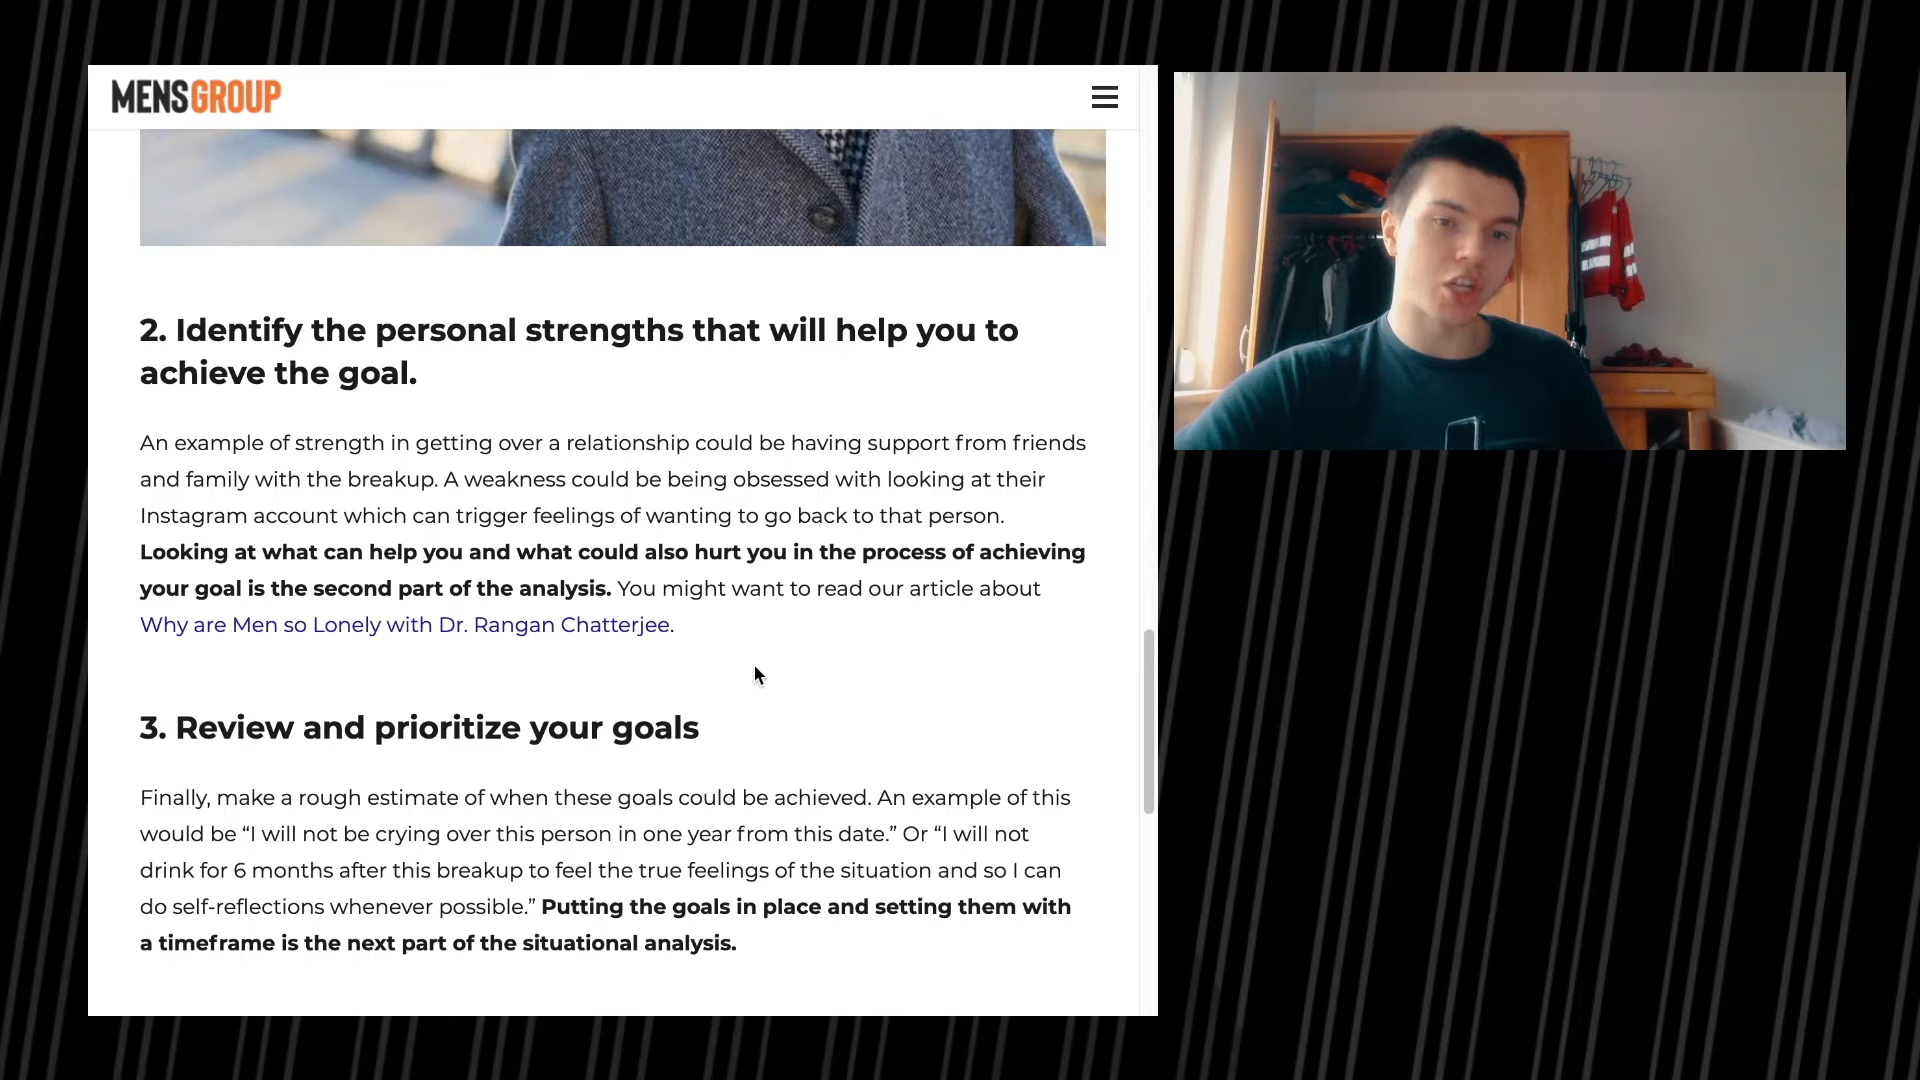 MENSGROUP
2. Identify the personal strengths that will help you to
achieve the goal.
An example of strength in getting over a relationship could be having support from friends
and family with the breakup. A weakness could be being obsessed with looking at their
Instagram account which can trigger feelings of wanting to go back to that person.
Looking at what can help you and what could also hurt you in the process of achieving
your goal is the second part of the analysis. You might want to read our article about
Why are Men so Lonely with Dr. Rangan Chatterjee.
3. Review and prioritize your goals
Finally, make a rough estimate of when these goals could be achieved. An example of this
would be “I will not be crying over this person in one year from this date.” Or “I will not
drink for 6 months after this breakup to feel the true feelings of the situation and so I can
do self-reflections whenever possible.” Putting the goals in place and setting them with
a timeframe is the next part of the situational analysis.